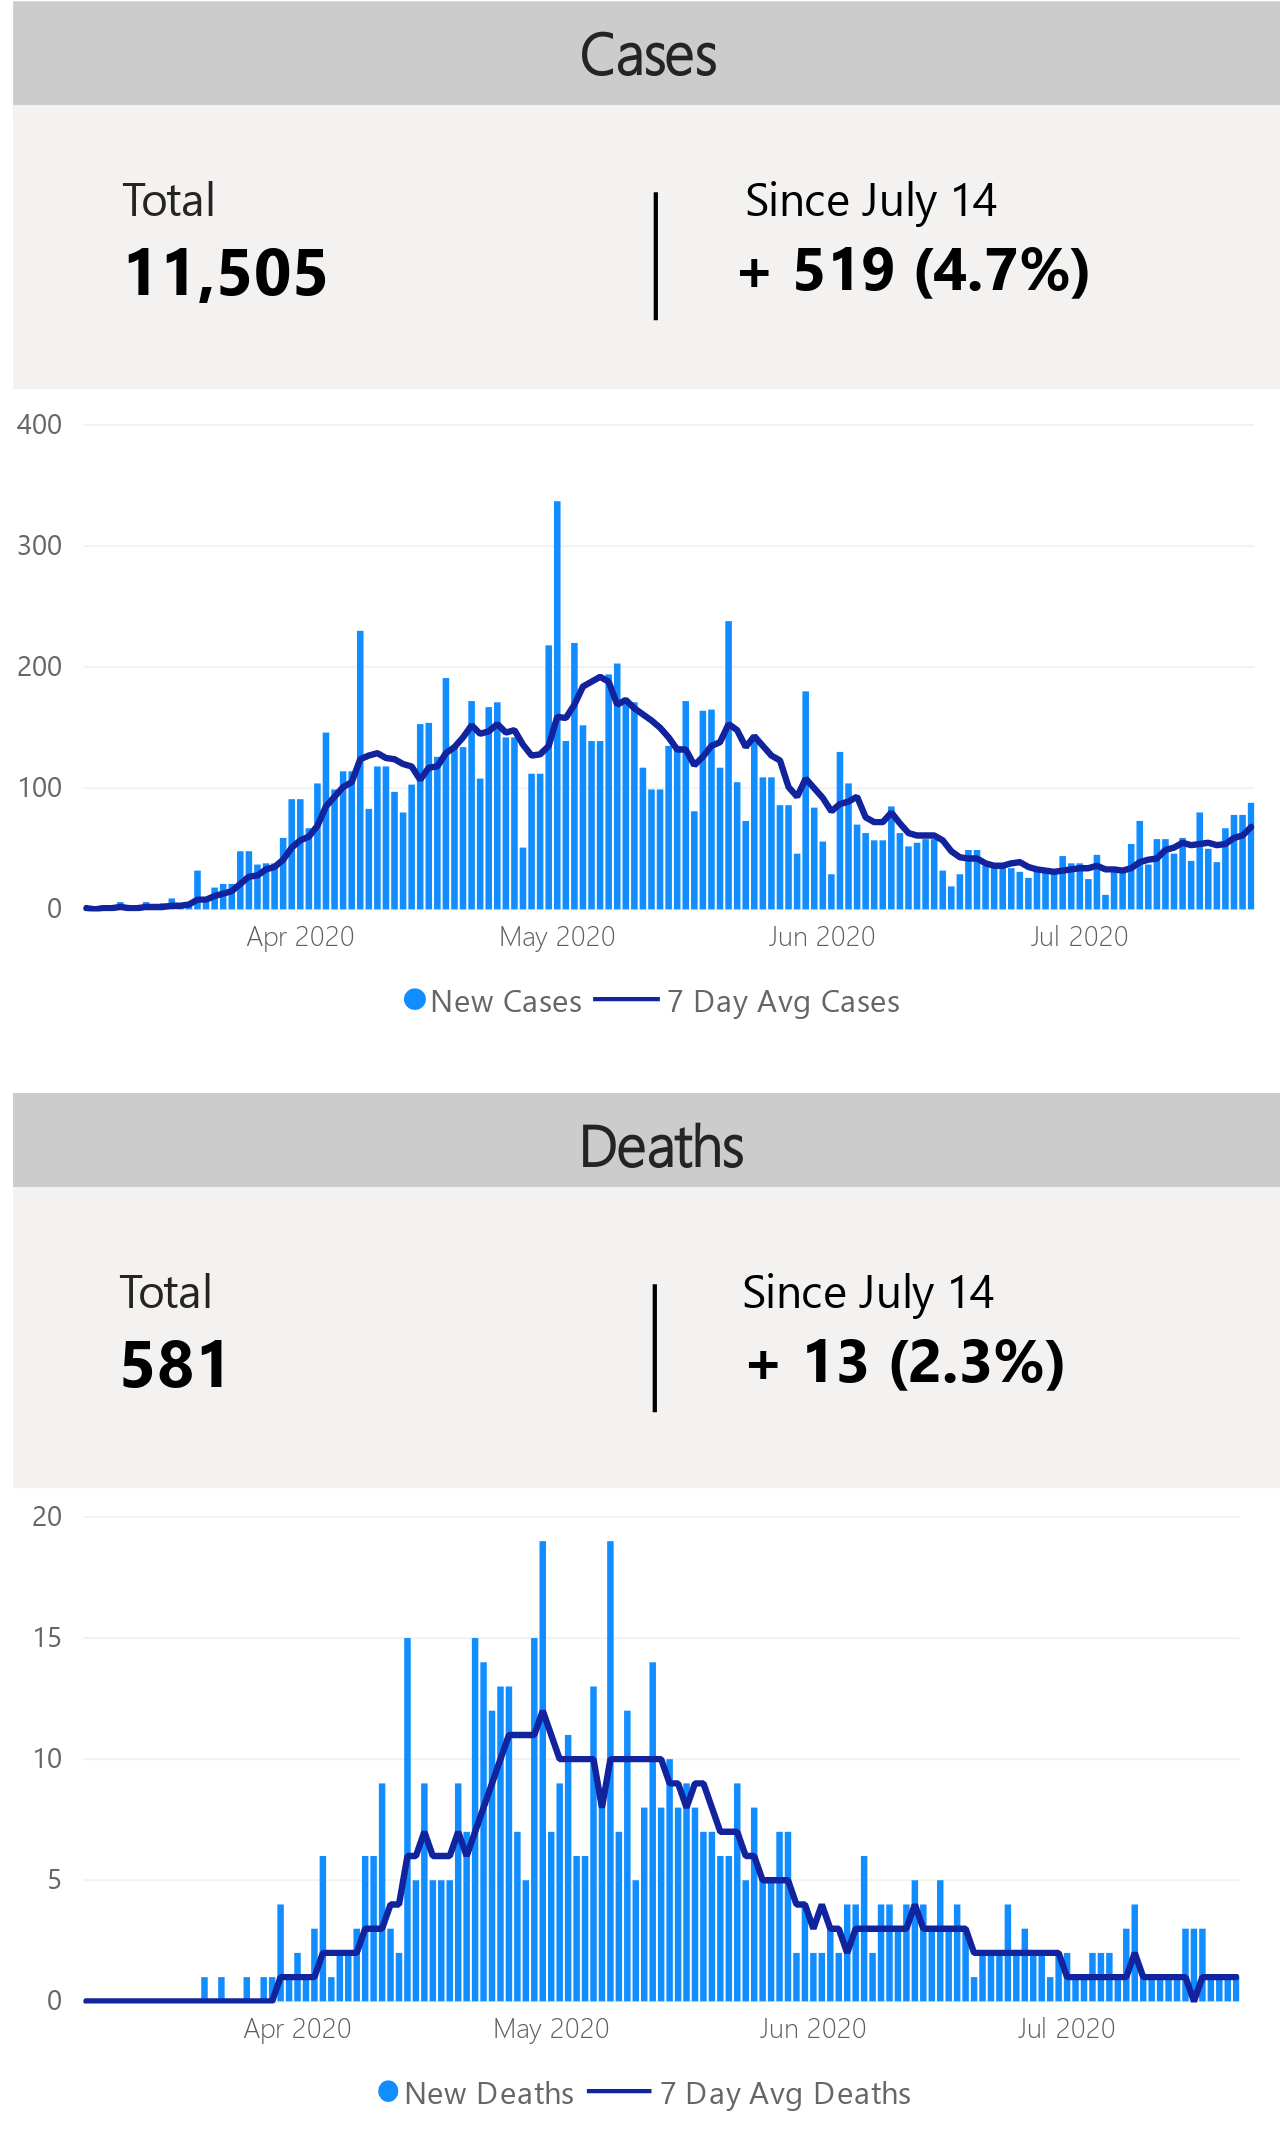 Cases
Total
Since July 14
11,505
+ 519 (4.7%)
400
300
200
100
0
Apr 2020
May 2020
Jun 2020
Jul 2020
New Cases
7 Day Avg Cases
Deaths
Total
Since July 14
581
+ 13 (2.3%)
20
15
10
5
0
Apr 2020
May 2020
Jun 2020
Jul 2020
New Deaths
7 Day Avg Deaths